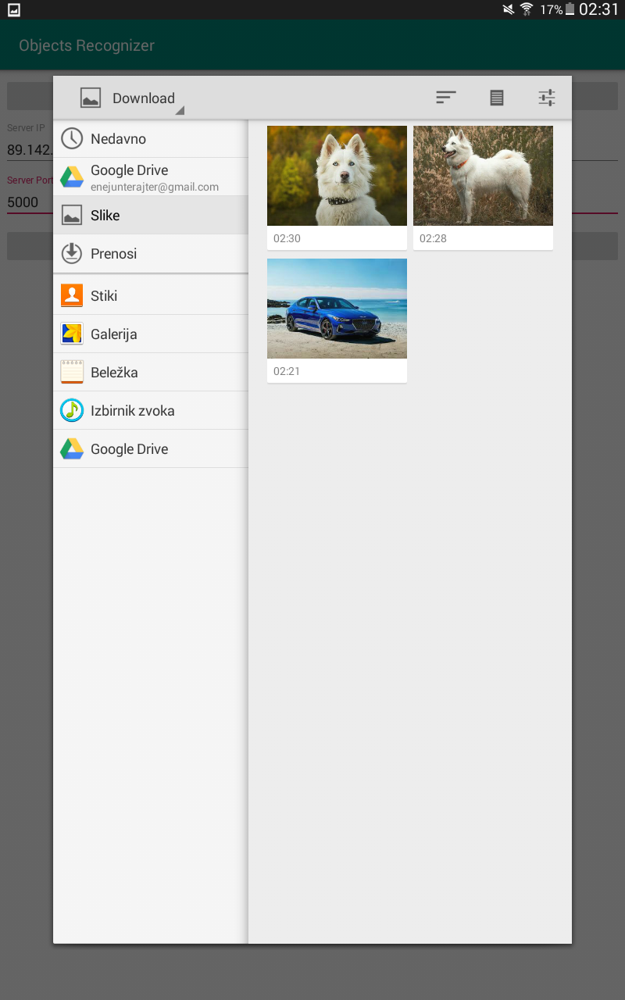 17% 02:31
Objects Recognizer
Download
Server IP
89.142.
Server Port
5000
Nedavno
Google Drive
enejunterajter@gmail.com
Slike
Prenosi
Stiki
Galerija
Beležka
Izbirnik zvoka
Google Drive
02:30
02:28
02:21